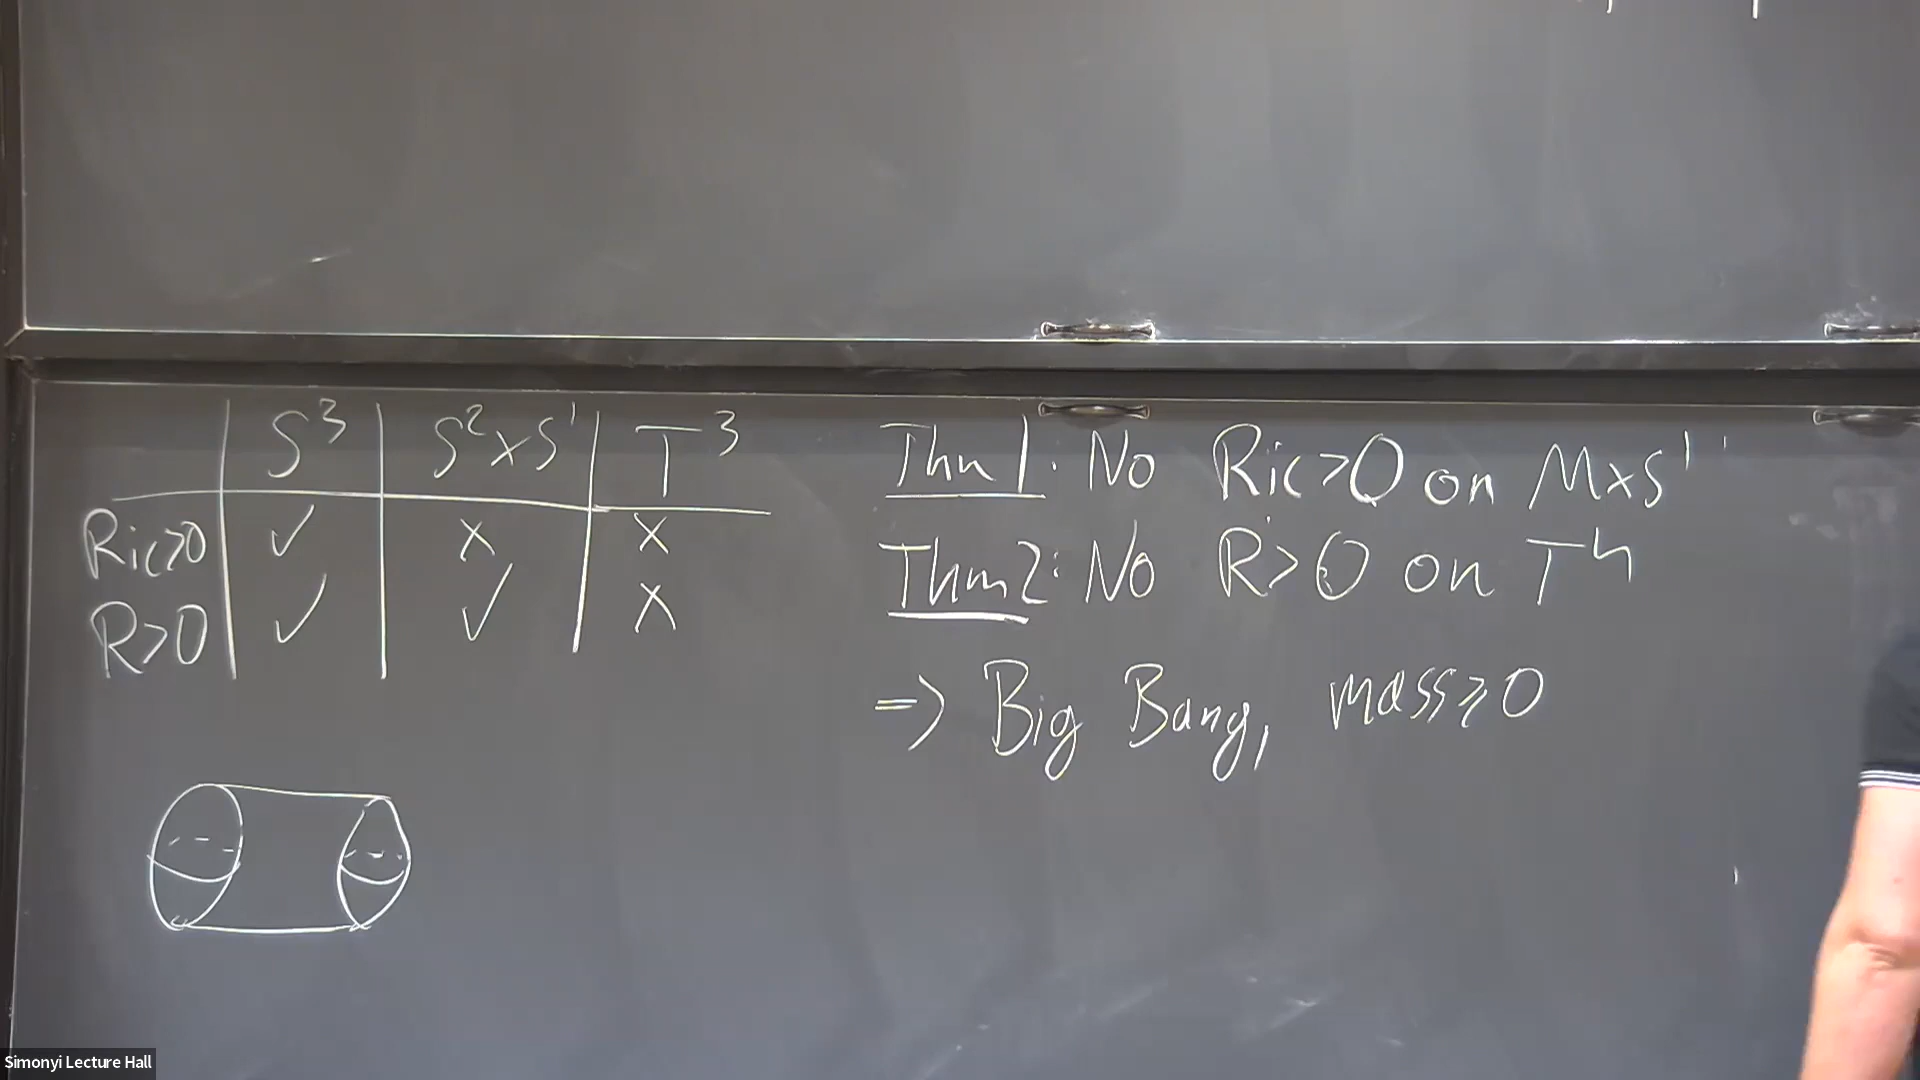 S³ | S²×S¹ | T³
Ric>0 | ✓ | × | ×
R>0 | ✓ | ✓ | ×
Thm 1: No Ric>0 on M×S¹
Thm 2: No R>0 on Tⁿ
=> Big Bang, mass≥0
Simonyi Lecture Hall